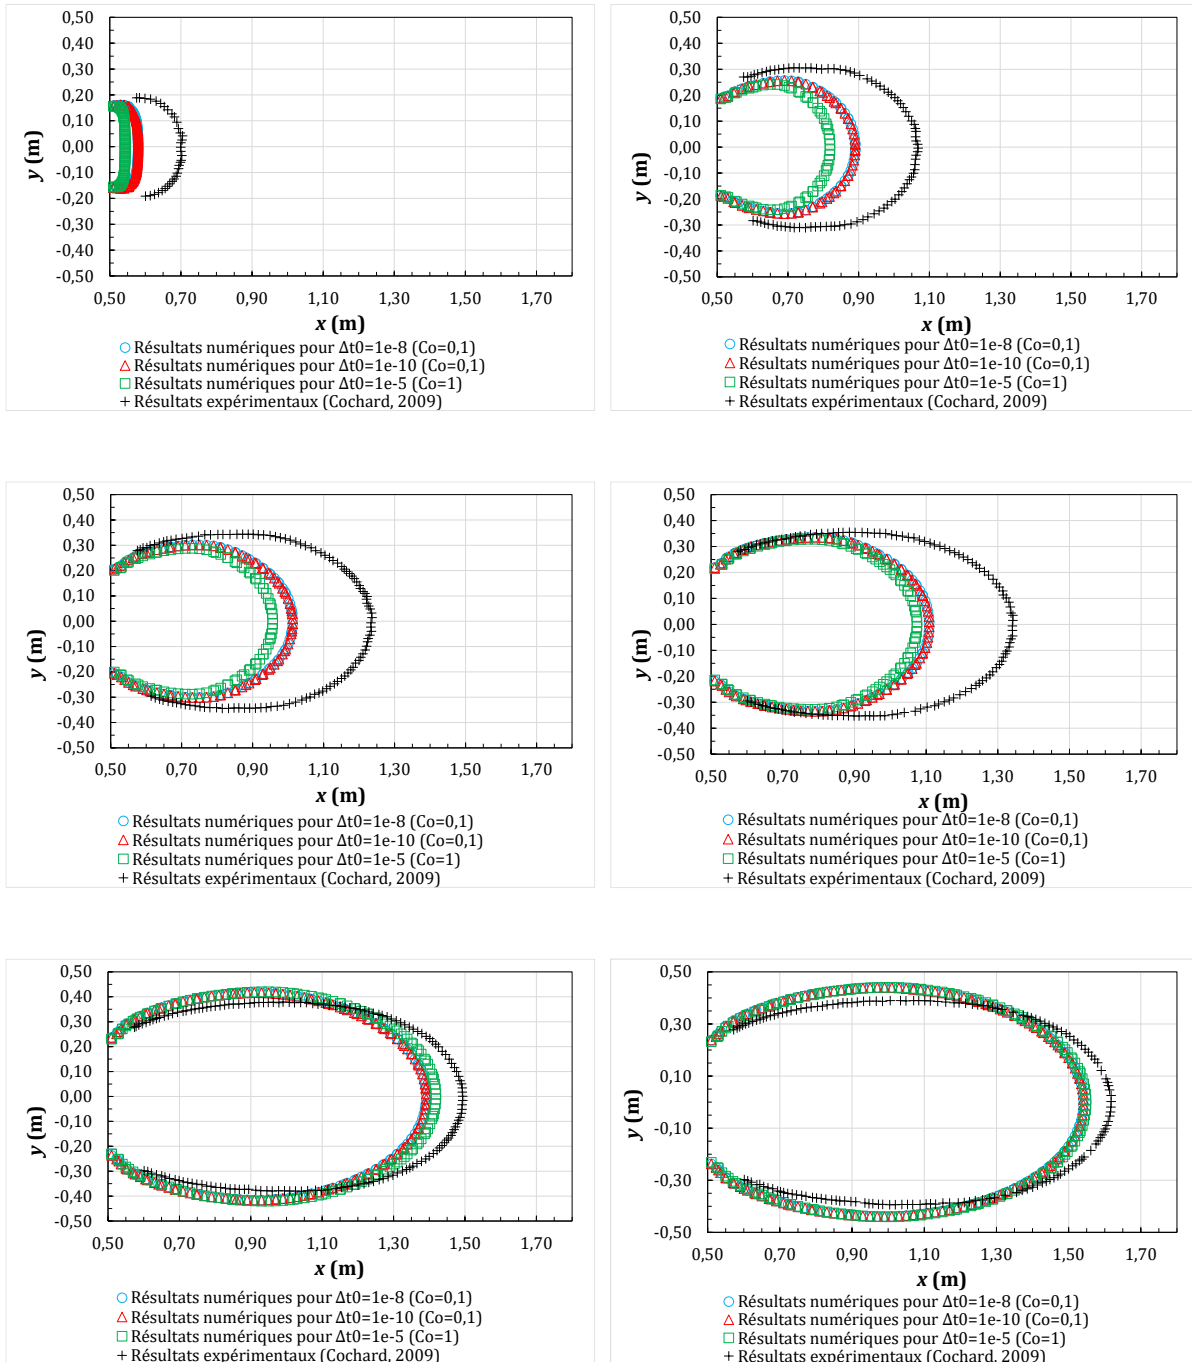 0,50
0,40
0,30
0,20
0,10
0,00
-0,10
-0,20
-0,30
-0,40
-0,50
y (m)
0,50 0,70 0,90 1,10 1,30 1,50 1,70
x (m)
Résultats numériques pour Δt0=1e-8 (Co=0,1)
Résultats numériques pour Δt0=1e-10 (Co=0,1)
Résultats numériques pour Δt0=1e-5 (Co=1)
Résultats expérimentaux (Cochard, 2009)
0,50
0,40
0,30
0,20
0,10
0,00
-0,10
-0,20
-0,30
-0,40
-0,50
y (m)
0,50 0,70 0,90 1,10 1,30 1,50 1,70
x (m)
Résultats numériques pour Δt0=1e-8 (Co=0,1)
Résultats numériques pour Δt0=1e-10 (Co=0,1)
Résultats numériques pour Δt0=1e-5 (Co=1)
Résultats expérimentaux (Cochard, 2009)
0,50
0,40
0,30
0,20
0,10
0,00
-0,10
-0,20
-0,30
-0,40
-0,50
y (m)
0,50 0,70 0,90 1,10 1,30 1,50 1,70
x (m)
Résultats numériques pour Δt0=1e-8 (Co=0,1)
Résultats numériques pour Δt0=1e-10 (Co=0,1)
Résultats numériques pour Δt0=1e-5 (Co=1)
Résultats expérimentaux (Cochard, 2009)
0,50
0,40
0,30
0,20
0,10
0,00
-0,10
-0,20
-0,30
-0,40
-0,50
y (m)
0,50 0,70 0,90 1,10 1,30 1,50 1,70
x (m)
Résultats numériques pour Δt0=1e-8 (Co=0,1)
Résultats numériques pour Δt0=1e-10 (Co=0,1)
Résultats numériques pour Δt0=1e-5 (Co=1)
Résultats expérimentaux (Cochard, 2009)
0,50
0,40
0,30
0,20
0,10
0,00
-0,10
-0,20
-0,30
-0,40
-0,50
y (m)
0,50 0,70 0,90 1,10 1,30 1,50 1,70
x (m)
Résultats numériques pour Δt0=1e-8 (Co=0,1)
Résultats numériques pour Δt0=1e-10 (Co=0,1)
Résultats numériques pour Δt0=1e-5 (Co=1)
Résultats expérimentaux (Cochard, 2009)
0,50
0,30
0,10
-0,10
-0,30
-0,50
y (m)
0,50 0,70 0,90 1,10 1,30 1,50 1,70
x (m)
Résultats numériques pour Δt0=1e-8 (Co=0,1)
Résultats numériques pour Δt0=1e-10 (Co=0,1)
Résultats numériques pour Δt0=1e-5 (Co=1)
Résultats expérimentaux (Cochard, 2009)